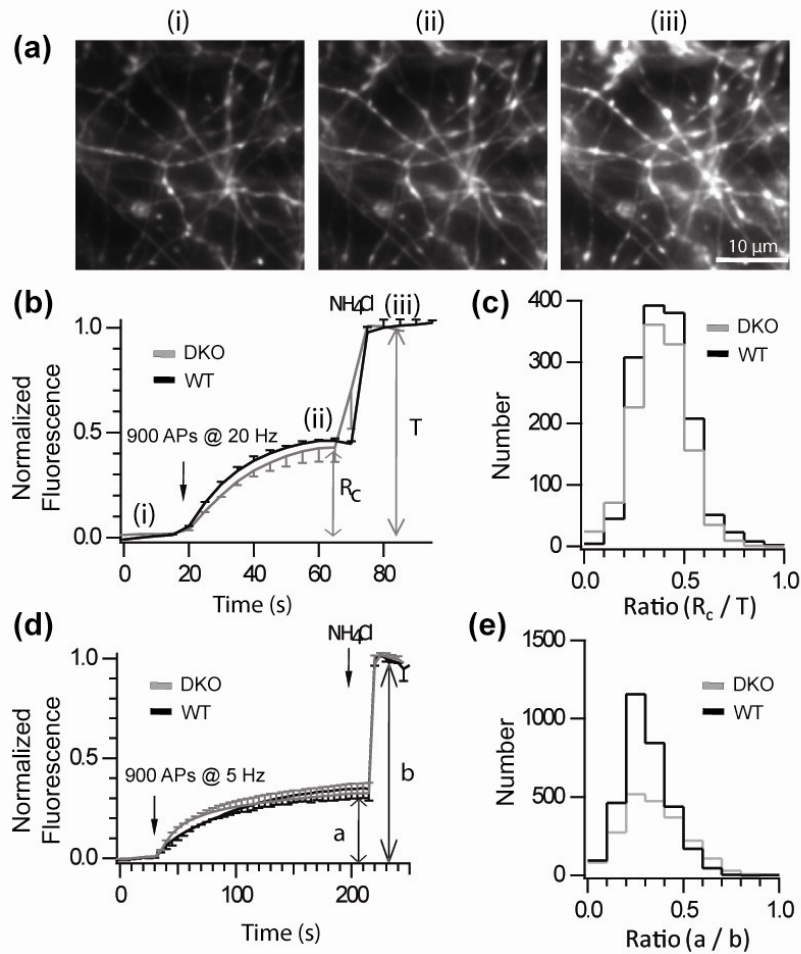 (i) (ii) (iii)
(a)
10 µm
(b)
NH4Cl
(iii)
1.0
DKO
WT
Normalized
Fluorescence
(ii)
0.5
900 APs @ 20 Hz
T
(i)
Rc
0.0
0 20 40 60 80
Time (s)
(c)
400
DKO
WT
300
Number
200
100
0
0.0 0.5 1.0
Ratio (Rc / T)
(d)
NH4Cl
1.0
DKO
WT
Normalized
Fluorescence
0.5
900 APs @ 5 Hz
b
a
0.0
0 100 200
Time (s)
(e)
1500
DKO
WT
1000
Number
500
0
0.0 0.5 1.0
Ratio (a / b)